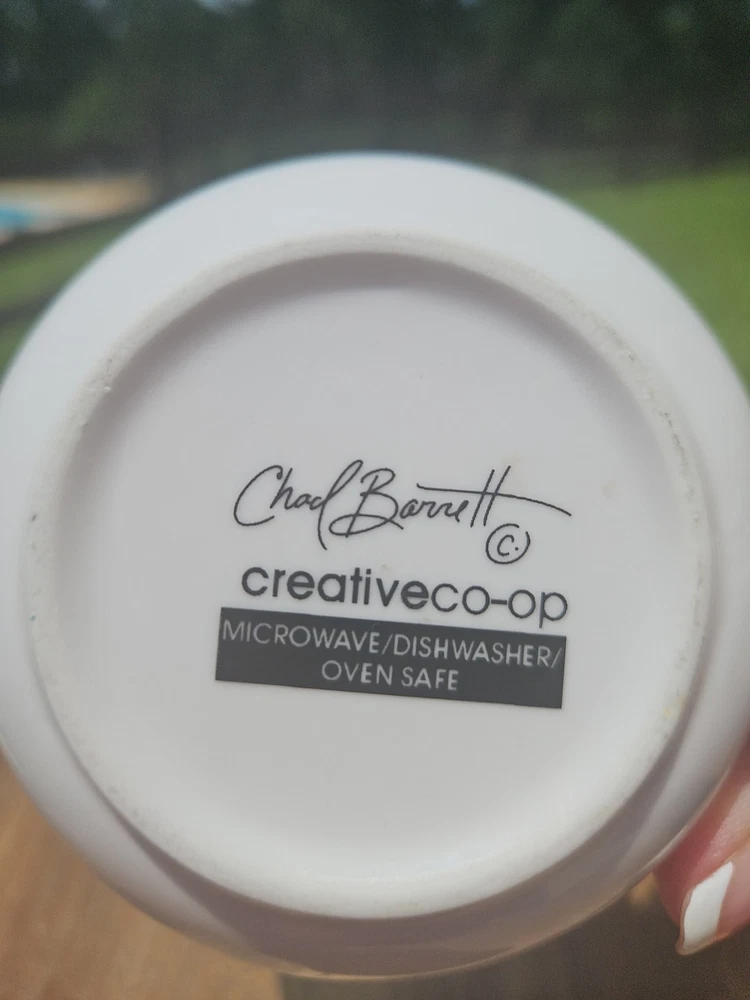 Chad Barrett
©
creativeco-op
MICROWAVE/DISHWASHER/
OVEN SAFE